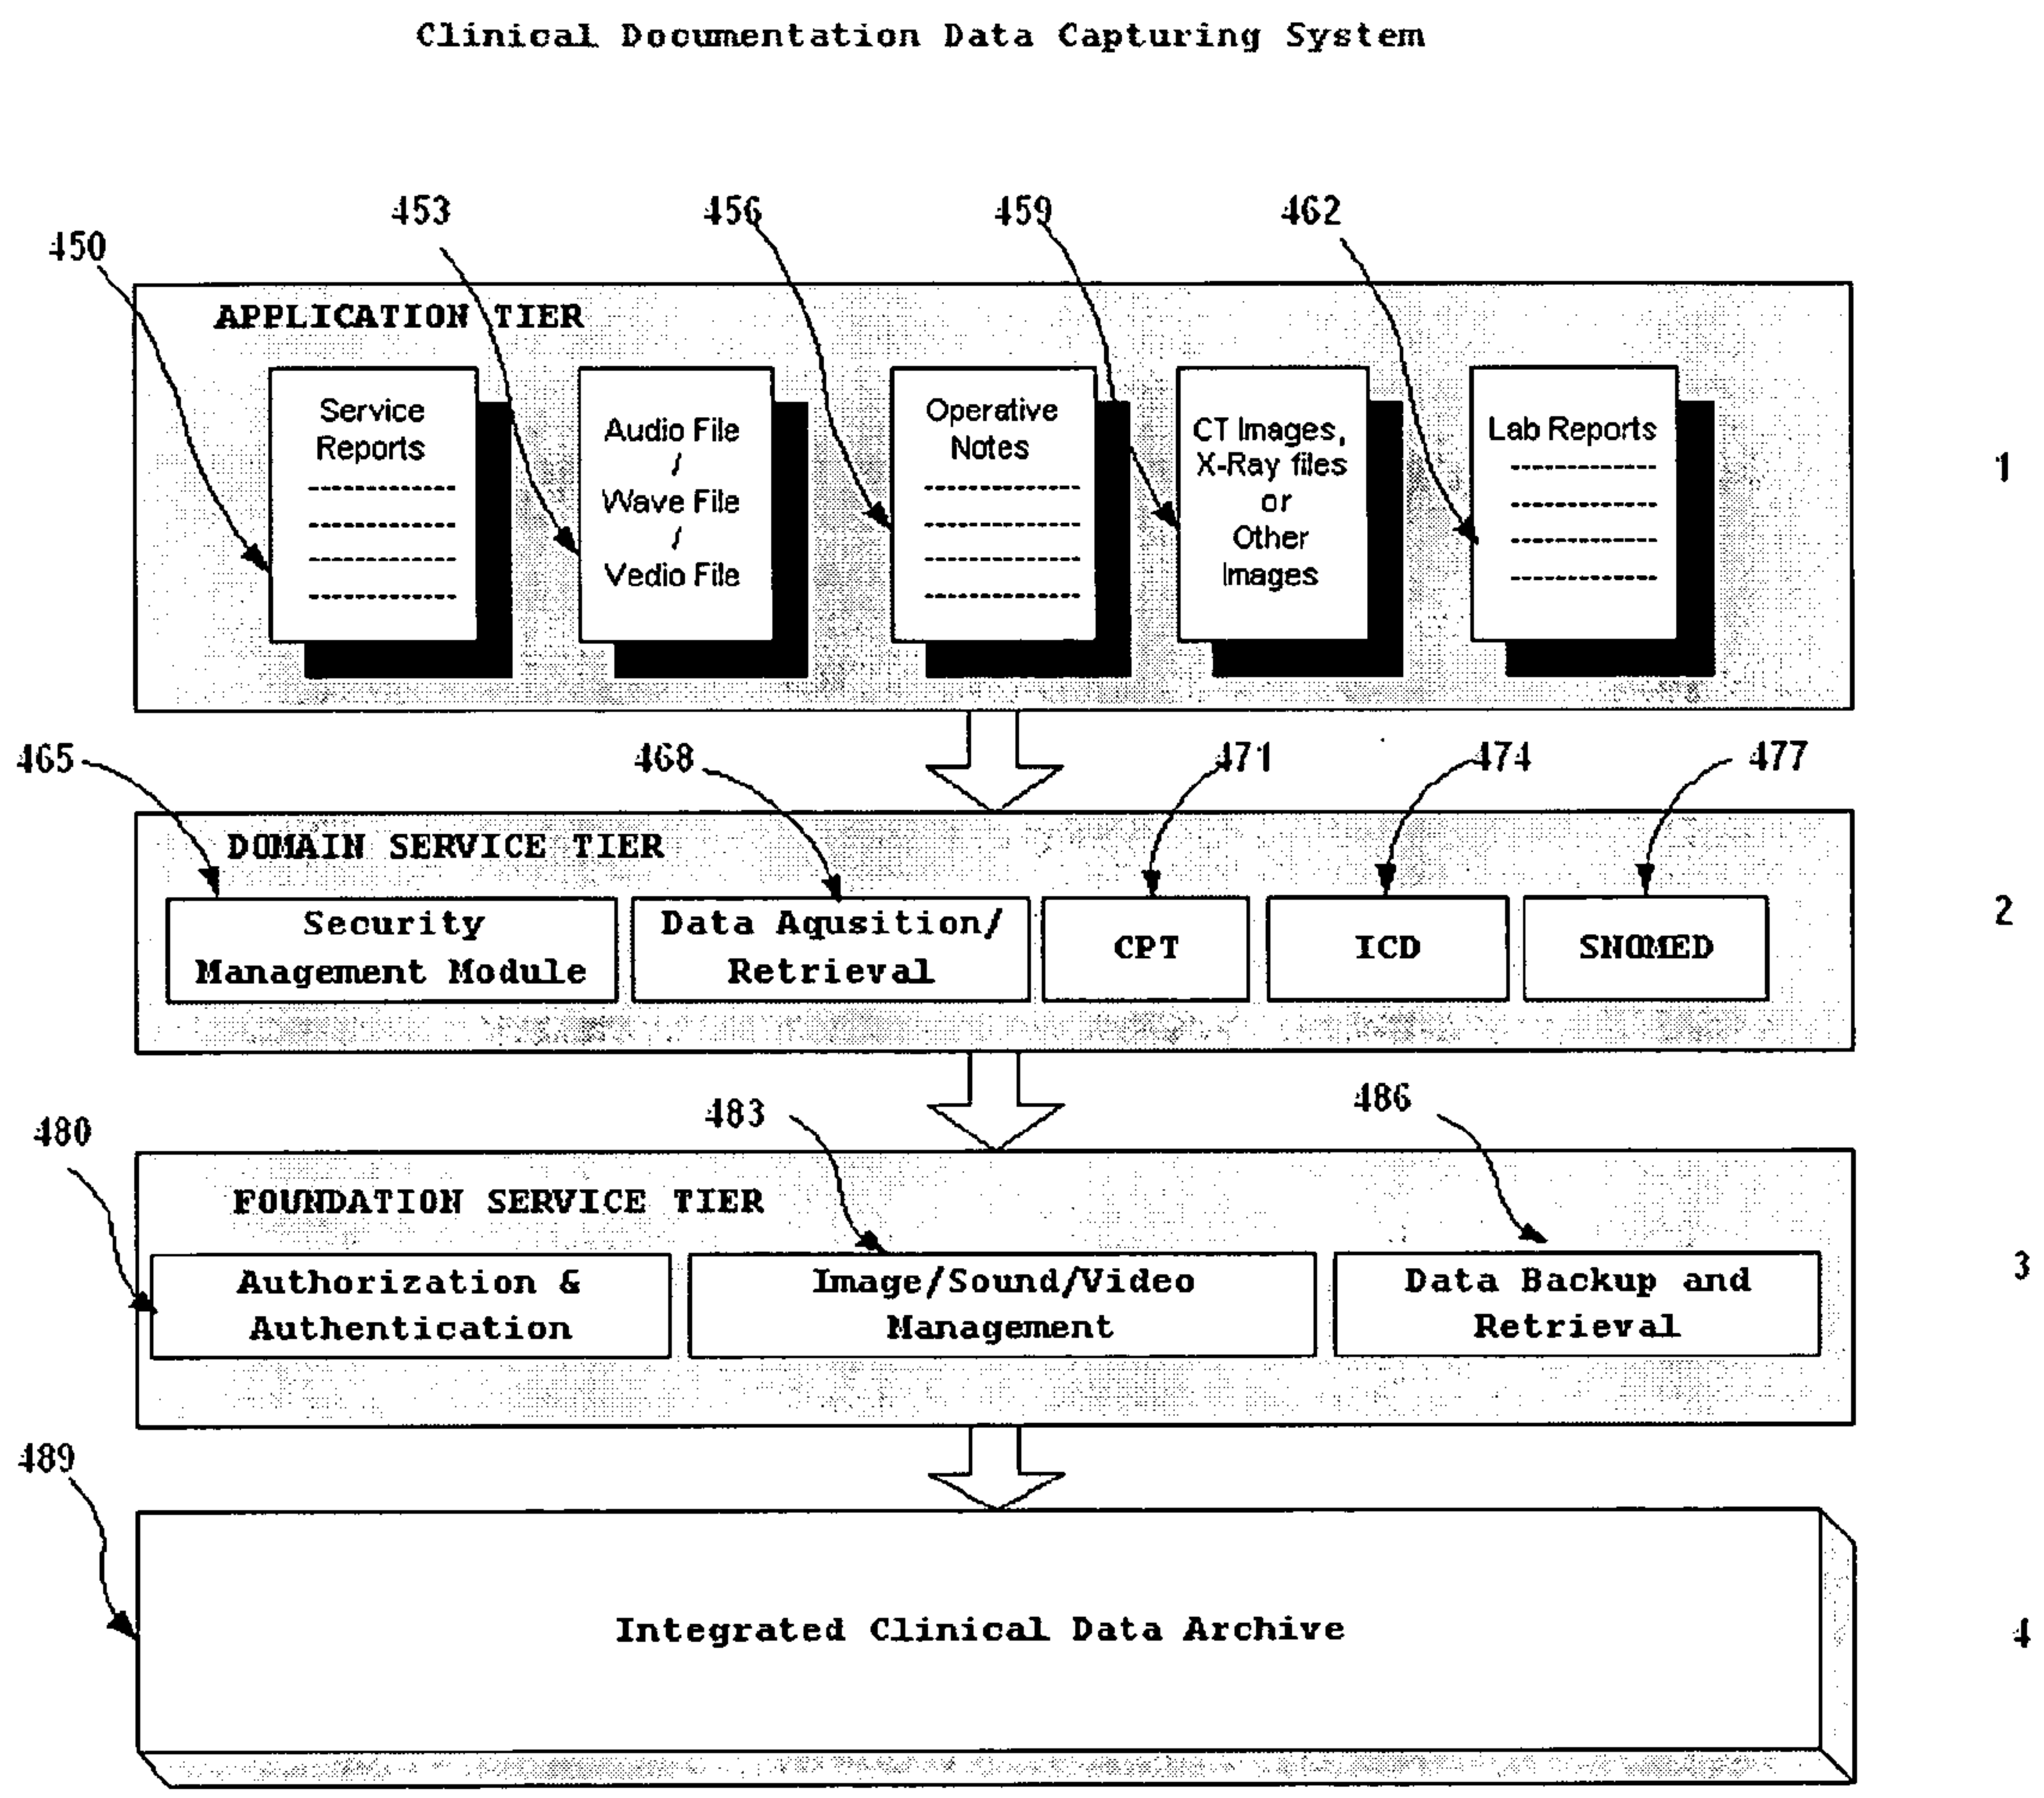 Clinical Documentation Data Capturing System
453 456 459 462
450
APPLICATION TIER
Service
Reports
Audio File
/
Wave File
/
Vedio File
Operative
Notes
CT Images,
X-Ray files
or
Other
Images
Lab Reports
1
465 468 471 474 477
DOMAIN SERVICE TIER
Security
Management Module
Data Aqusition/
Retrieval
CPT
ICD
SNOMED
2
480 483 486
FOUNDATION SERVICE TIER
Authorization &
Authentication
Image/Sound/Video
Management
Data Backup and
Retrieval
3
489
Integrated Clinical Data Archive
4